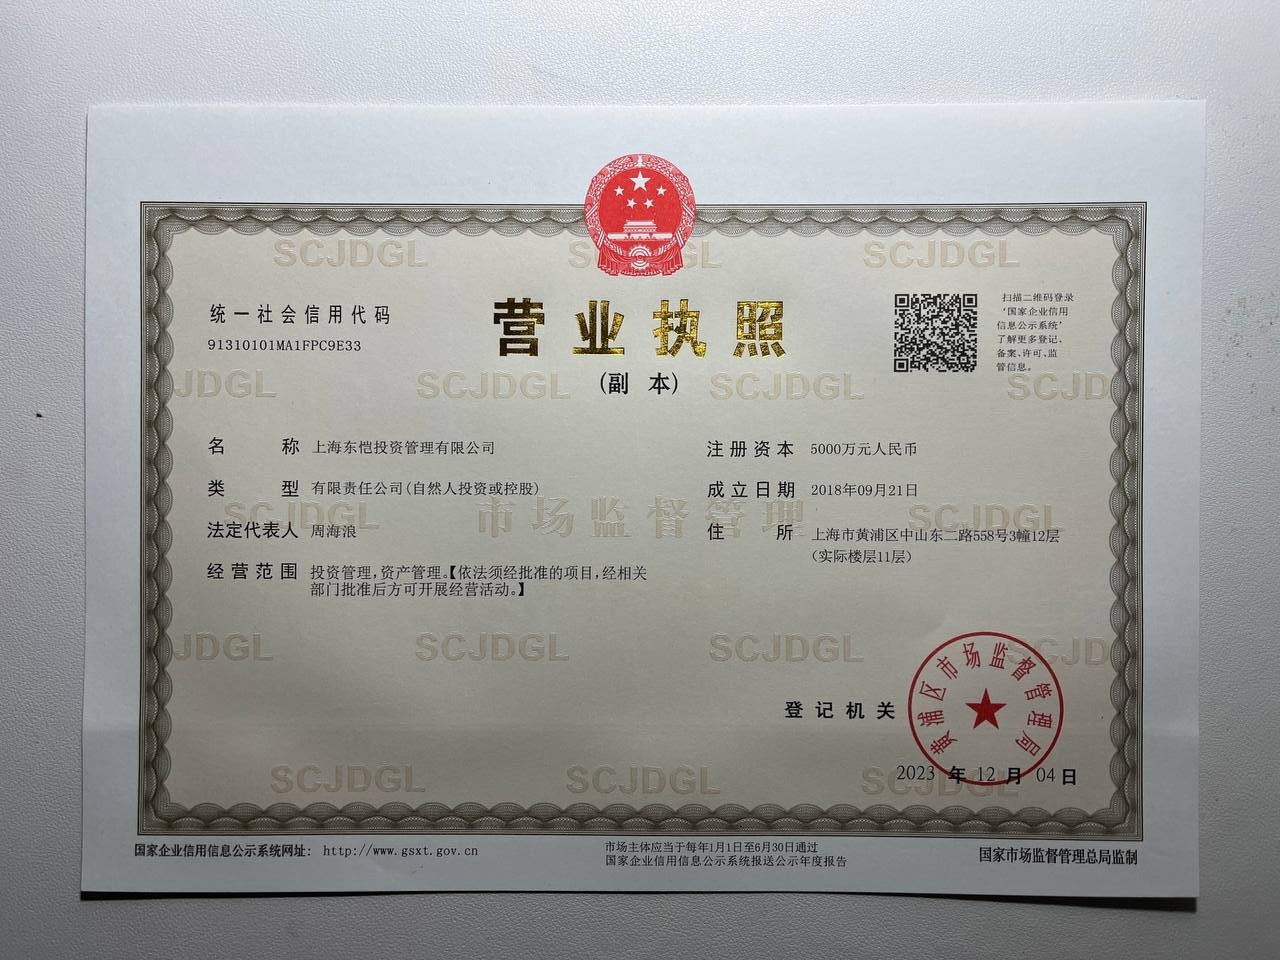 统一社会信用代码
91310101MA1FPC9E33
营业执照
(副 本)
扫描二维码登录
‘国家企业信用
信息公示系统’
了解更多登记、
备案、许可、监
管信息。
名 称 上海东恺投资管理有限公司
类 型 有限责任公司(自然人投资或控股)
法定代表人 周海浪
经营范围 投资管理,资产管理。【依法须经批准的项目,经相关
部门批准后方可开展经营活动。】
注册资本 5000万元人民币
成立日期 2018年09月21日
住 所 上海市黄浦区中山东二路558号3幢12层
(实际楼层11层)
市场监督管理
SCJDGL
登记机关
黄浦区市场监督管理局
2023 年 12 月 04 日
国家企业信用信息公示系统网址: http://www.gsxt.gov.cn
市场主体应当于每年1月1日至6月30日通过
国家企业信用信息公示系统报送公示年度报告
国家市场监督管理总局监制